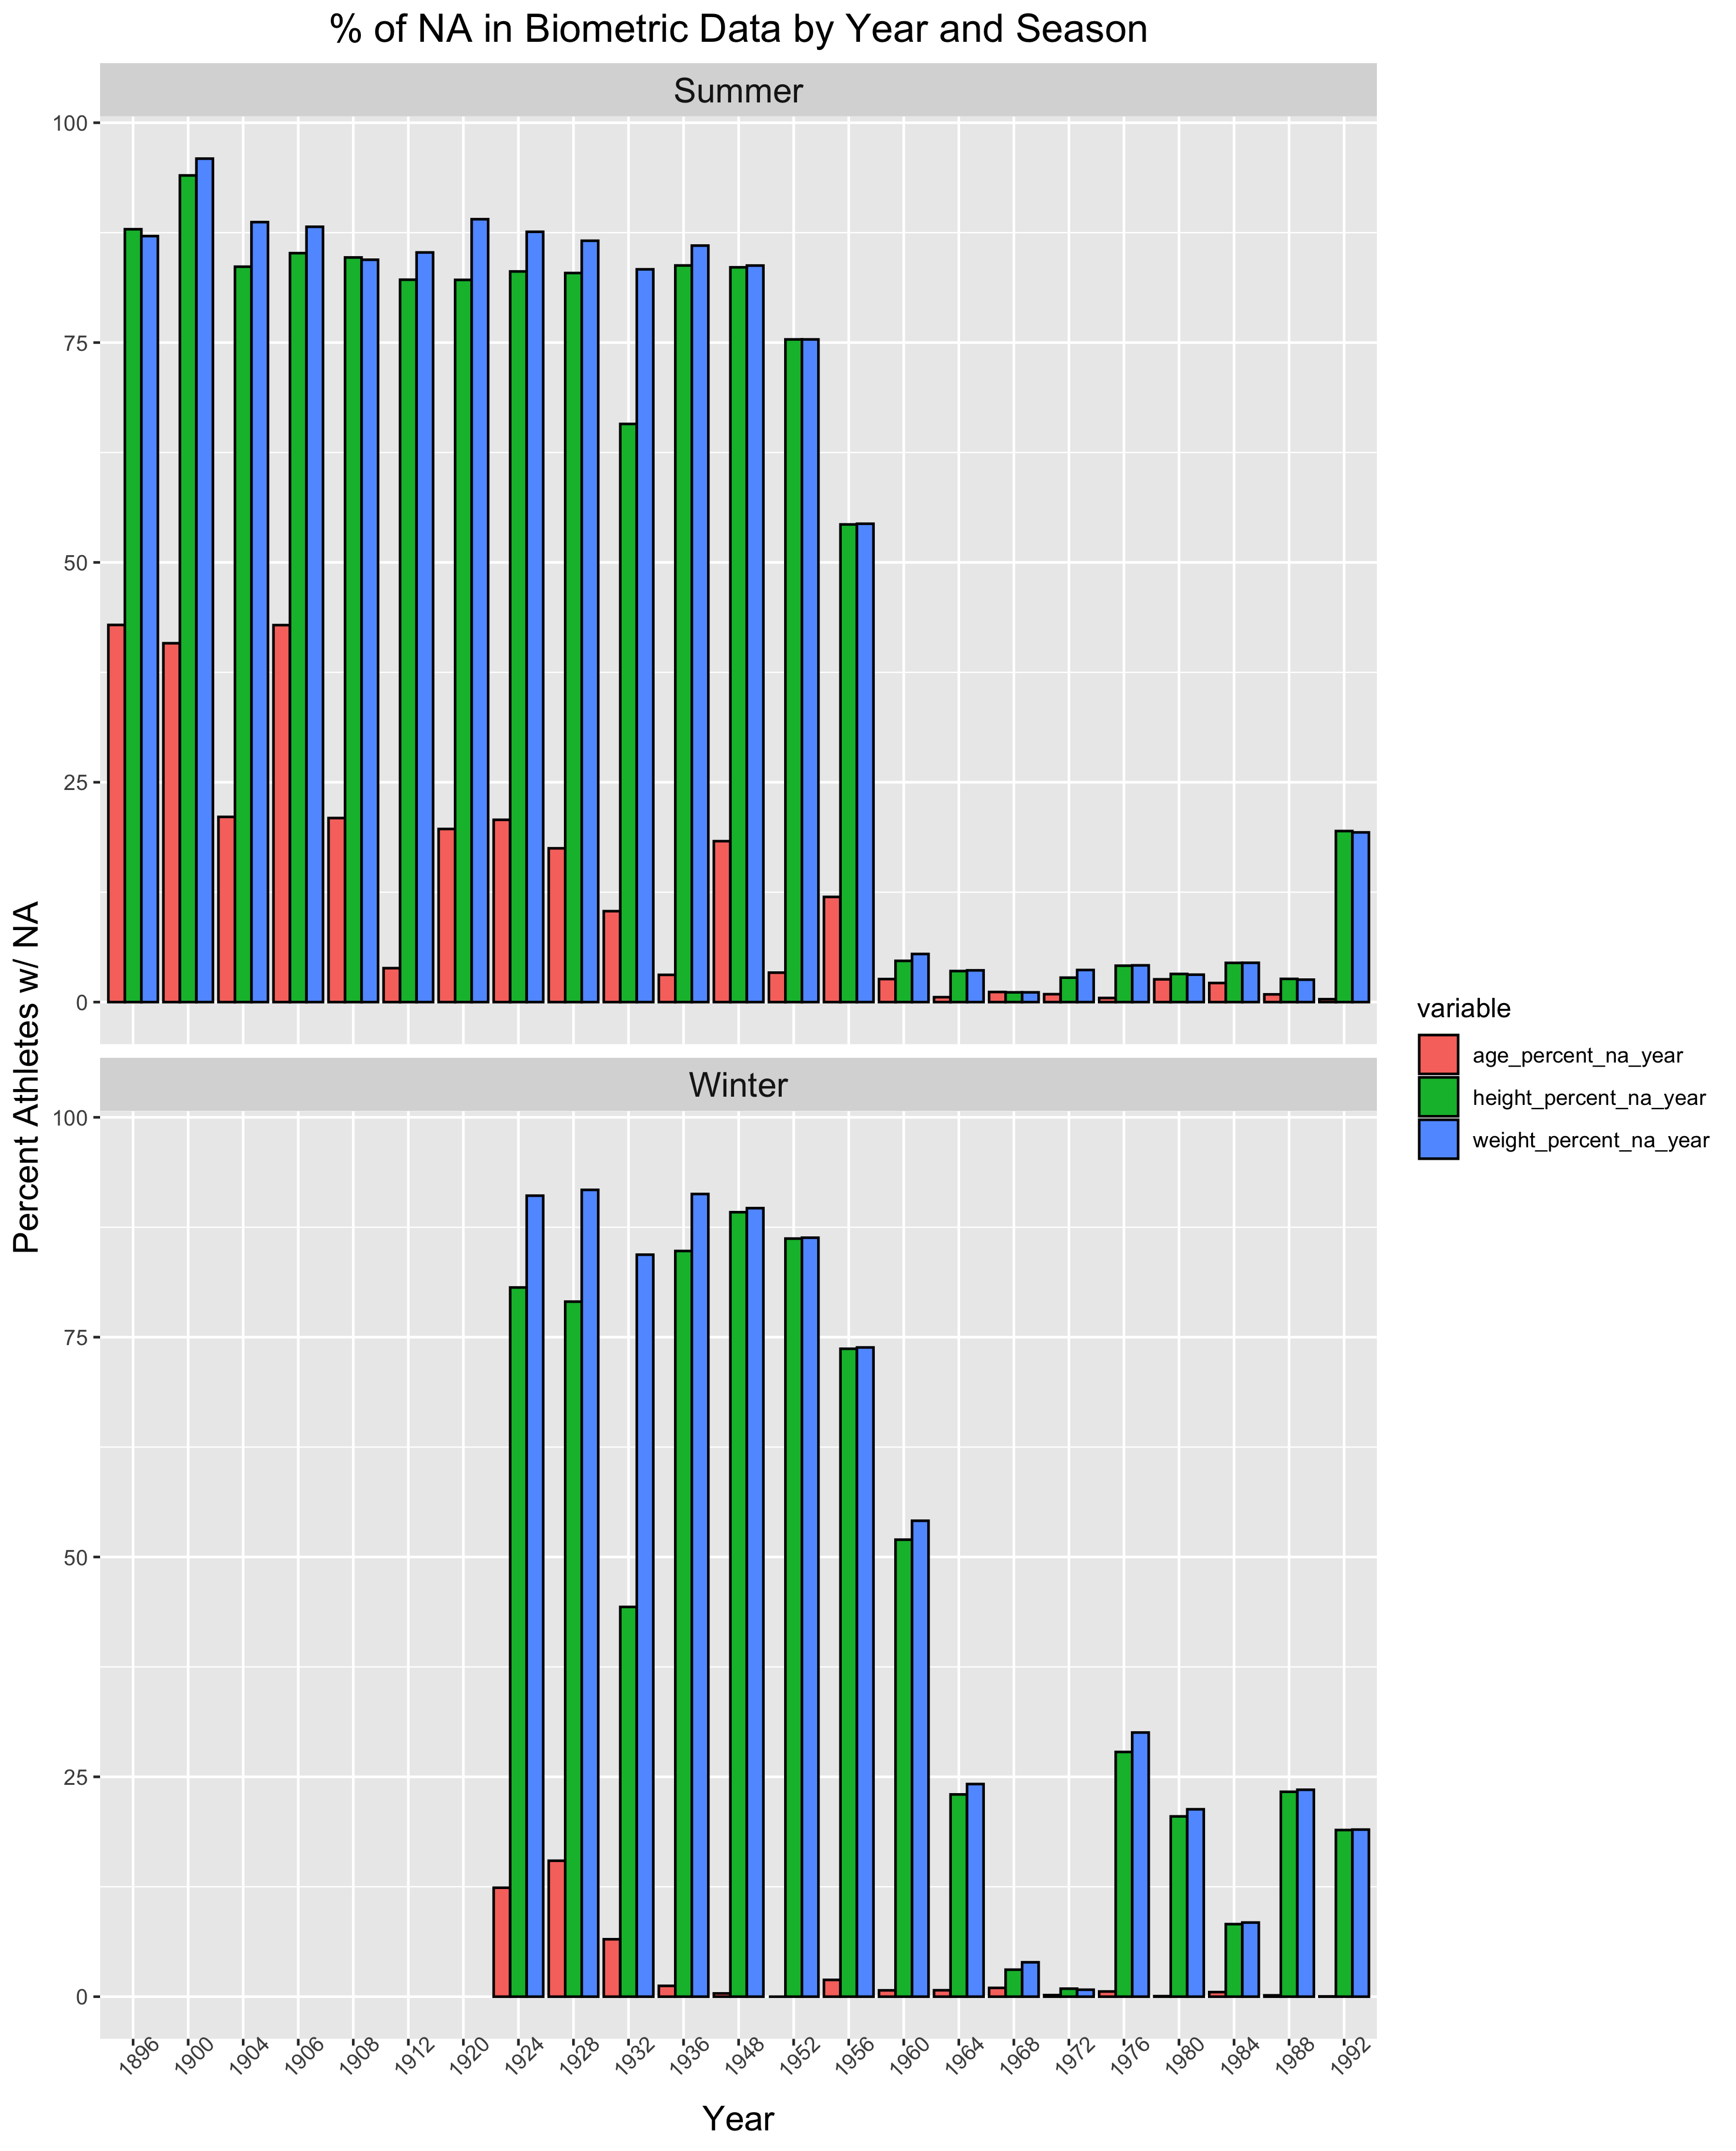 % of NA in Biometric Data by Year and Season
Summer
100
75
50
25
0
Winter
100
75
50
25
0
Percent Athletes w/ NA
1896 1900 1904 1906 1908 1912 1920 1924 1928 1932 1936 1948 1952 1956 1960 1964 1968 1972 1976 1980 1984 1988 1992
Year
variable
age_percent_na_year
height_percent_na_year
weight_percent_na_year